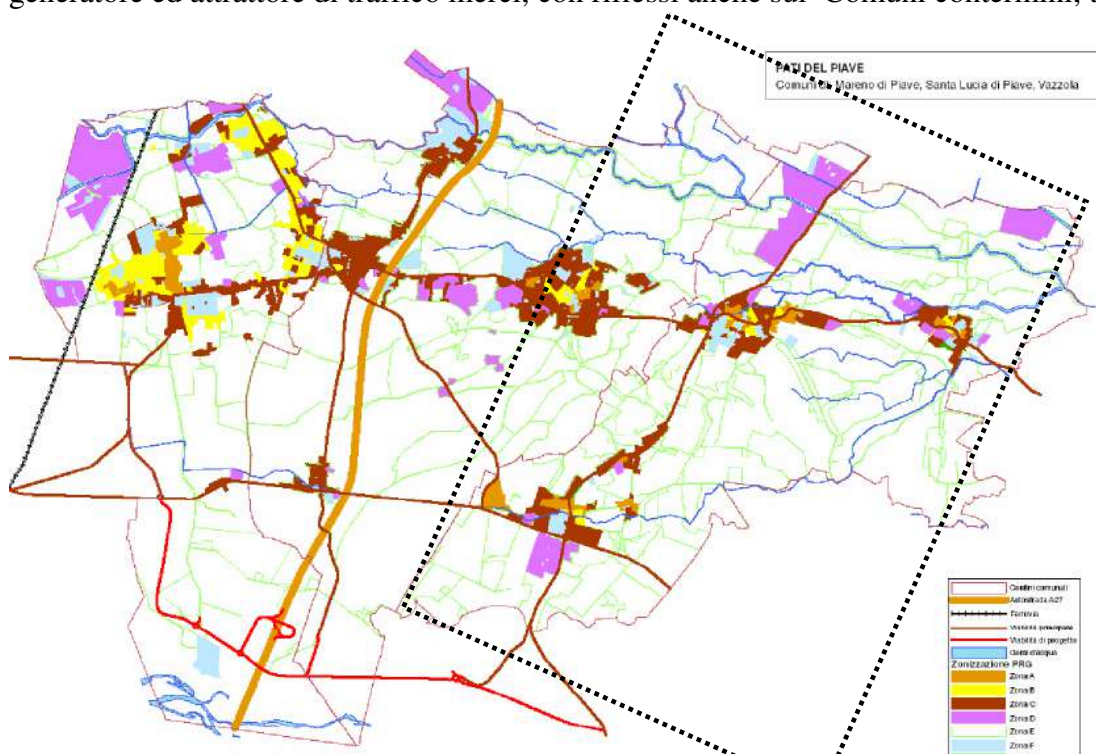 generatore ed attrattore di traffico merci, con riflessi anche sui Comuni contermini,
PATI DEL PIAVE
Comuni di: Mareno di Piave, Santa Lucia di Piave, Vazzola
Confini comunali
Autostrada A27
Ferrovia
Viabilità principale
Viabilità di progetto
Corsi d'acqua
Zonizzazione PRG
Zona A
Zona B
Zona C
Zona D
Zona E
Zona F